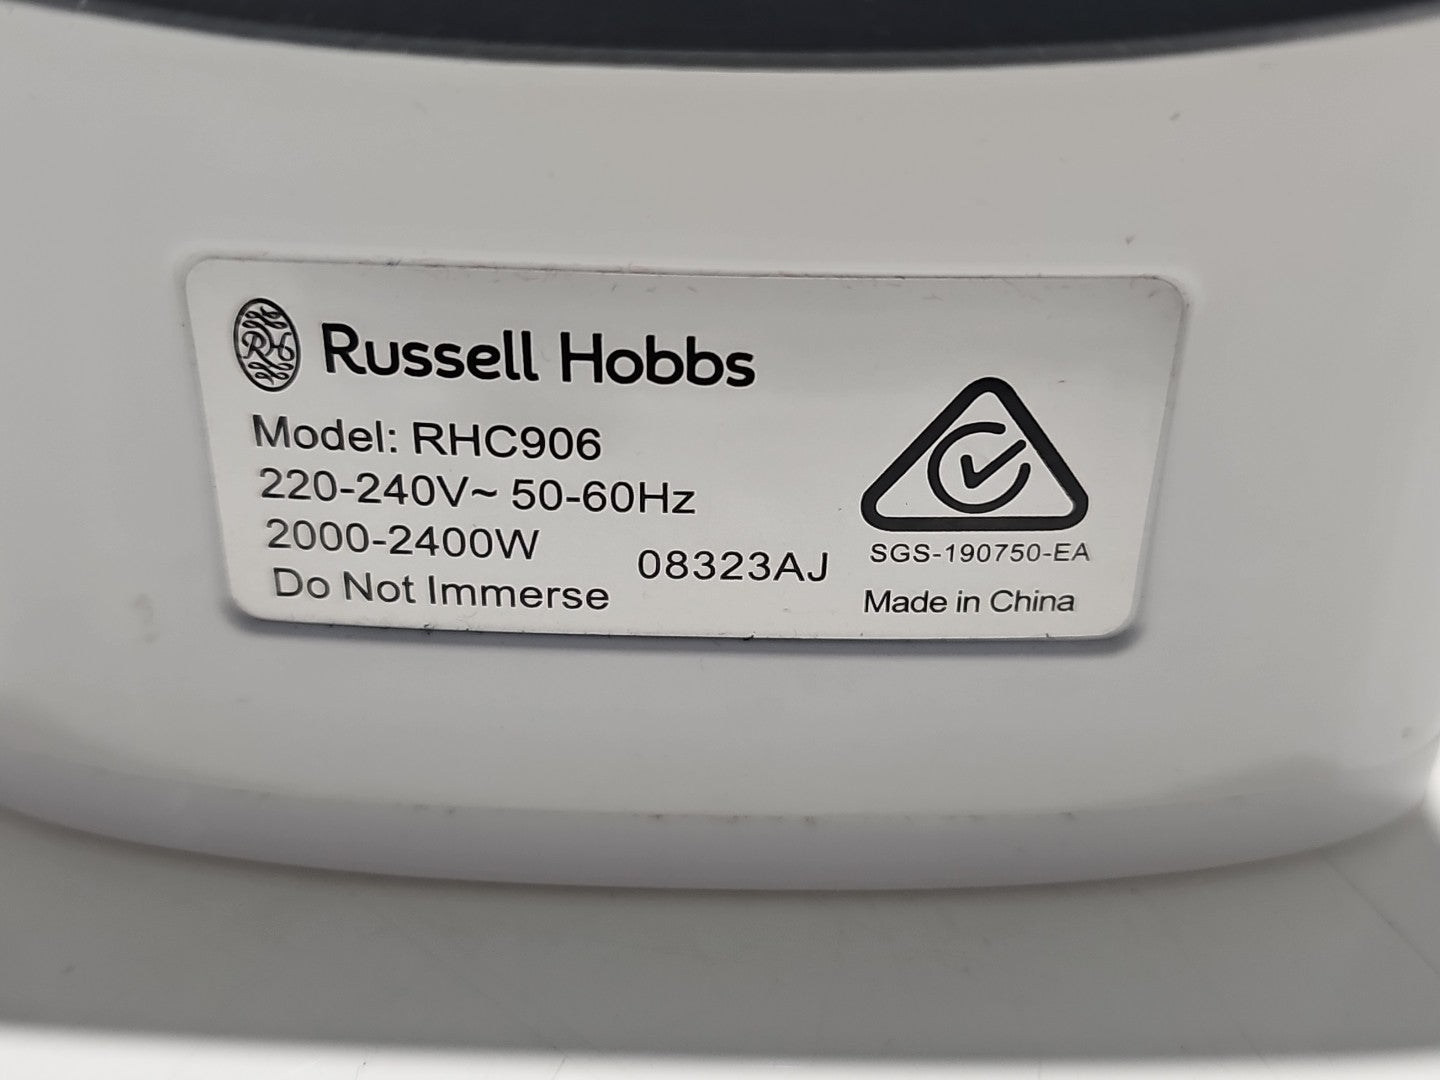 RH Russell Hobbs
Model: RHC906
220-240V~ 50-60Hz
2000-2400W
Do Not Immerse
08323AJ
SGS-190750-EA
Made in China